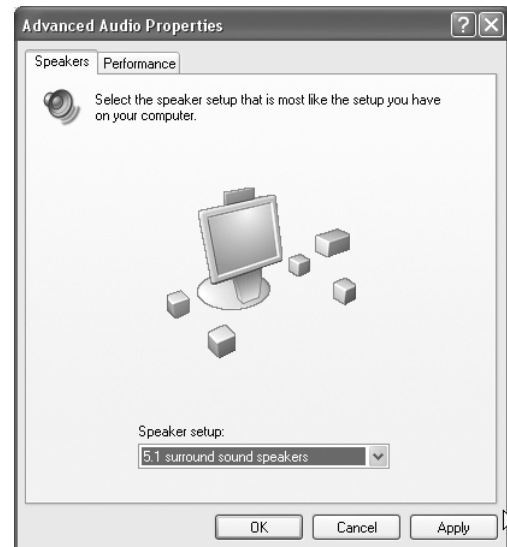 Advanced Audio Properties
Speakers Performance
Select the speaker setup that is most like the setup you have
on your computer.
Speaker setup:
5.1 surround sound speakers
OK Cancel Apply